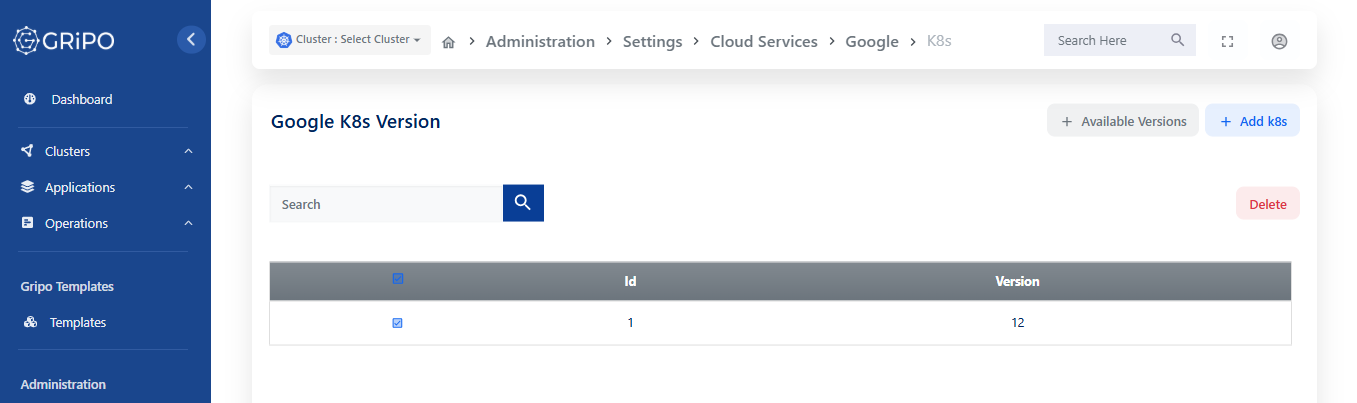 GRiPO
Cluster : Select Cluster
Administration
Settings
Cloud Services
Google
K8s
Search Here
Dashboard
Clusters
Applications
Operations
Gripo Templates
Templates
Administration
Google K8s Version
+ Available Versions
+ Add k8s
Search
Delete
Id Version
1 12